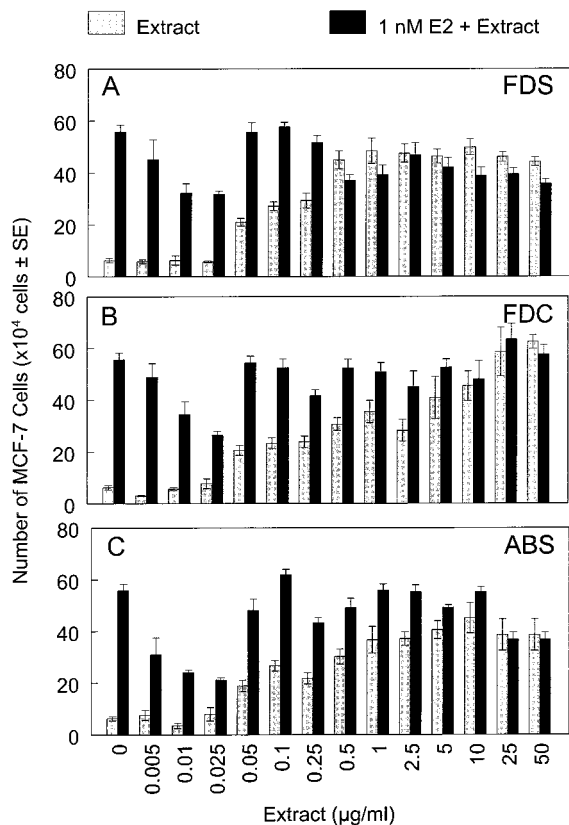 Extract
1 nM E2 + Extract
Number of MCF-7 Cells (x10⁴ cells ± SE)
A
FDS
80
60
40
20
0
B
FDC
80
60
40
20
0
C
ABS
80
60
40
20
0
0
0.005
0.01
0.025
0.05
0.1
0.25
0.5
1
2.5
5
10
25
50
Extract (µg/ml)